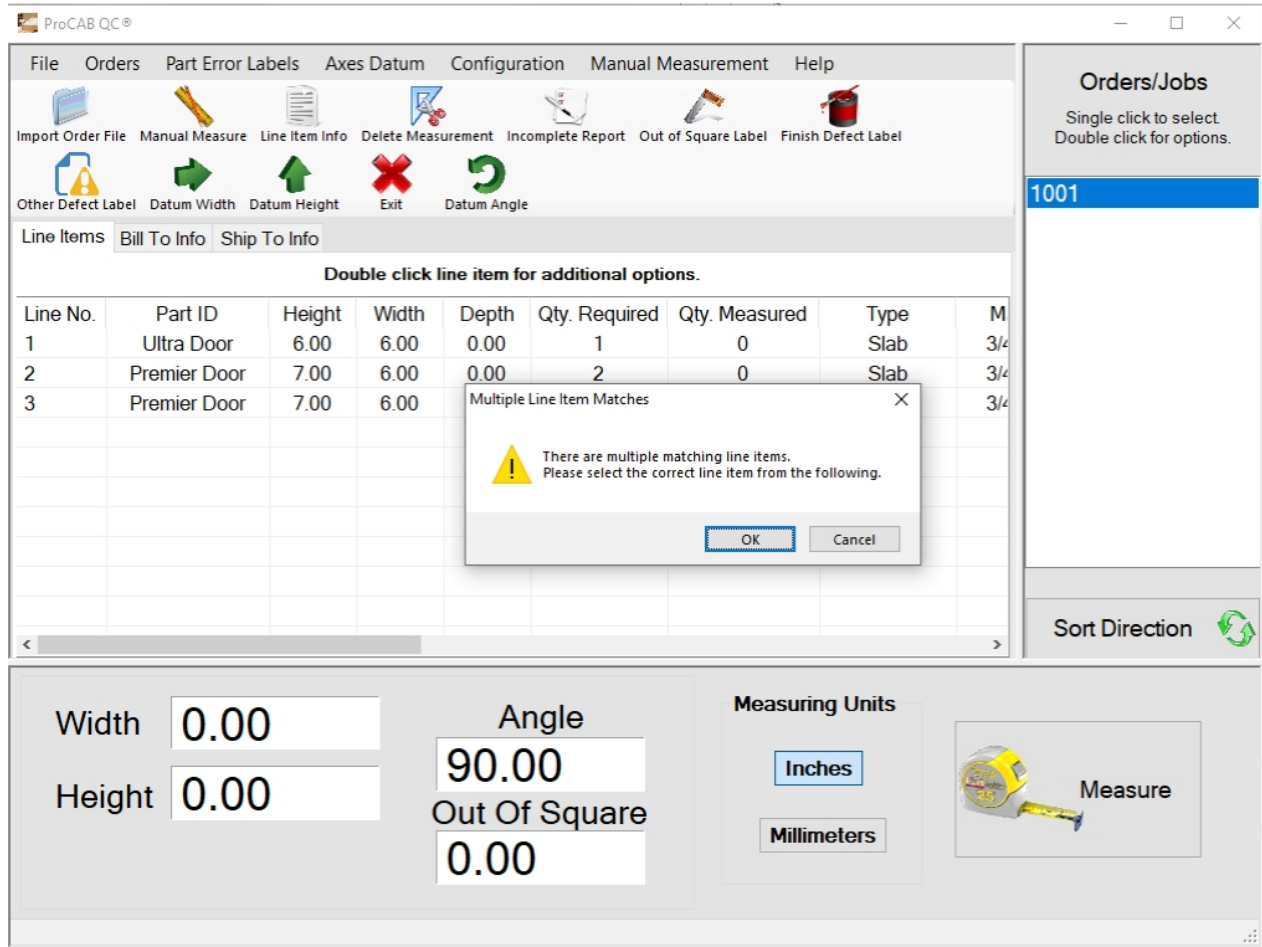 ProCAB QC®
File Orders Part Error Labels Axes Datum Configuration Manual Measurement Help
Import Order File Manual Measure Line Item Info Delete Measurement Incomplete Report Out of Square Label Finish Defect Label
Other Defect Label Datum Width Datum Height Exit Datum Angle
Line Items Bill To Info Ship To Info
Double click line item for additional options.
Line No. Part ID Height Width Depth Qty. Required Qty. Measured Type M
1 Ultra Door 6.00 6.00 0.00 1 0 Slab 3/4
2 Premier Door 7.00 6.00 0.00 2 0 Slab 3/4
3 Premier Door 7.00 6.00 3/4
Multiple Line Item Matches
There are multiple matching line items.
Please select the correct line item from the following.
OK Cancel
Orders/Jobs
Single click to select.
Double click for options.
1001
Sort Direction
Width 0.00
Height 0.00
Angle
90.00
Out Of Square
0.00
Measuring Units
Inches
Millimeters
Measure